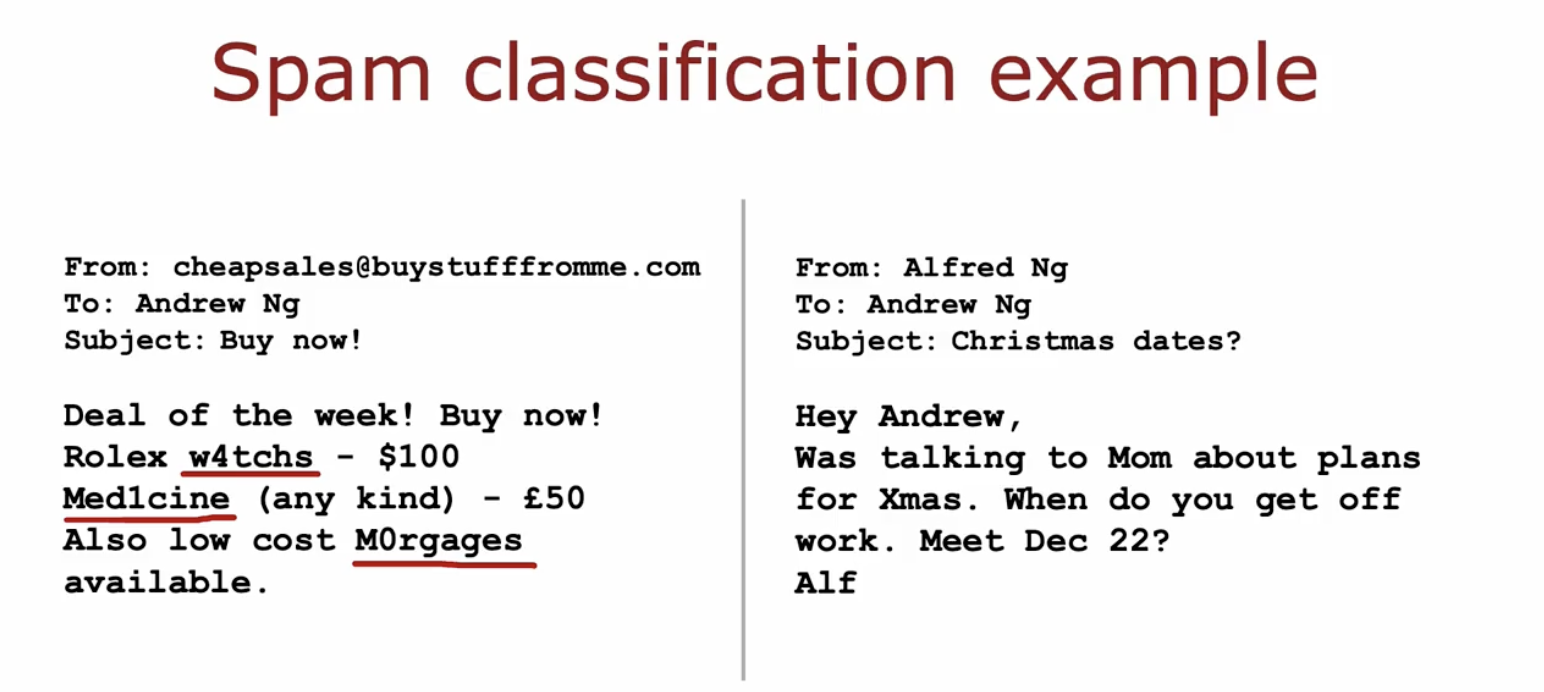 Spam classification example
From: cheapsales@buystufffromme.com
To: Andrew Ng
Subject: Buy now!
Deal of the week! Buy now!
Rolex w4tchs - $100
Med1cine (any kind) - £50
Also low cost M0rgages
available.
From: Alfred Ng
To: Andrew Ng
Subject: Christmas dates?
Hey Andrew,
Was talking to Mom about plans
for Xmas. When do you get off
work. Meet Dec 22?
Alf